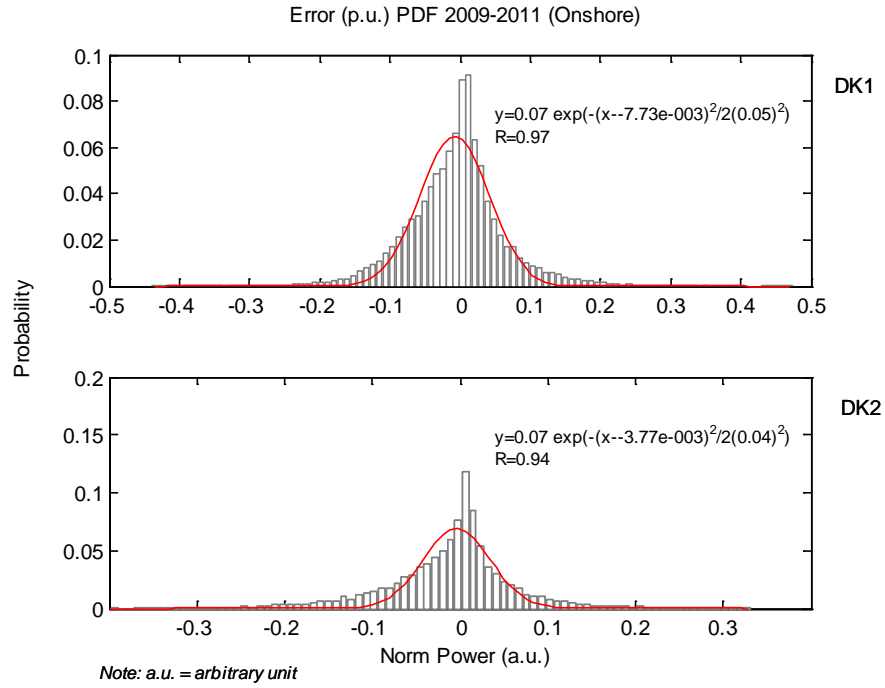 Error (p.u.) PDF 2009-2011 (Onshore)
DK1
0.1
0.08
0.06
0.04
0.02
0
y=0.07 exp(-(x--7.73e-003)²/2(0.05)²)
R=0.97
-0.5 -0.4 -0.3 -0.2 -0.1 0 0.1 0.2 0.3 0.4 0.5
Probability
DK2
0.2
0.15
0.1
0.05
0
y=0.07 exp(-(x--3.77e-003)²/2(0.04)²)
R=0.94
-0.3 -0.2 -0.1 0 0.1 0.2 0.3
Norm Power (a.u.)
Note: a.u. = arbitrary unit